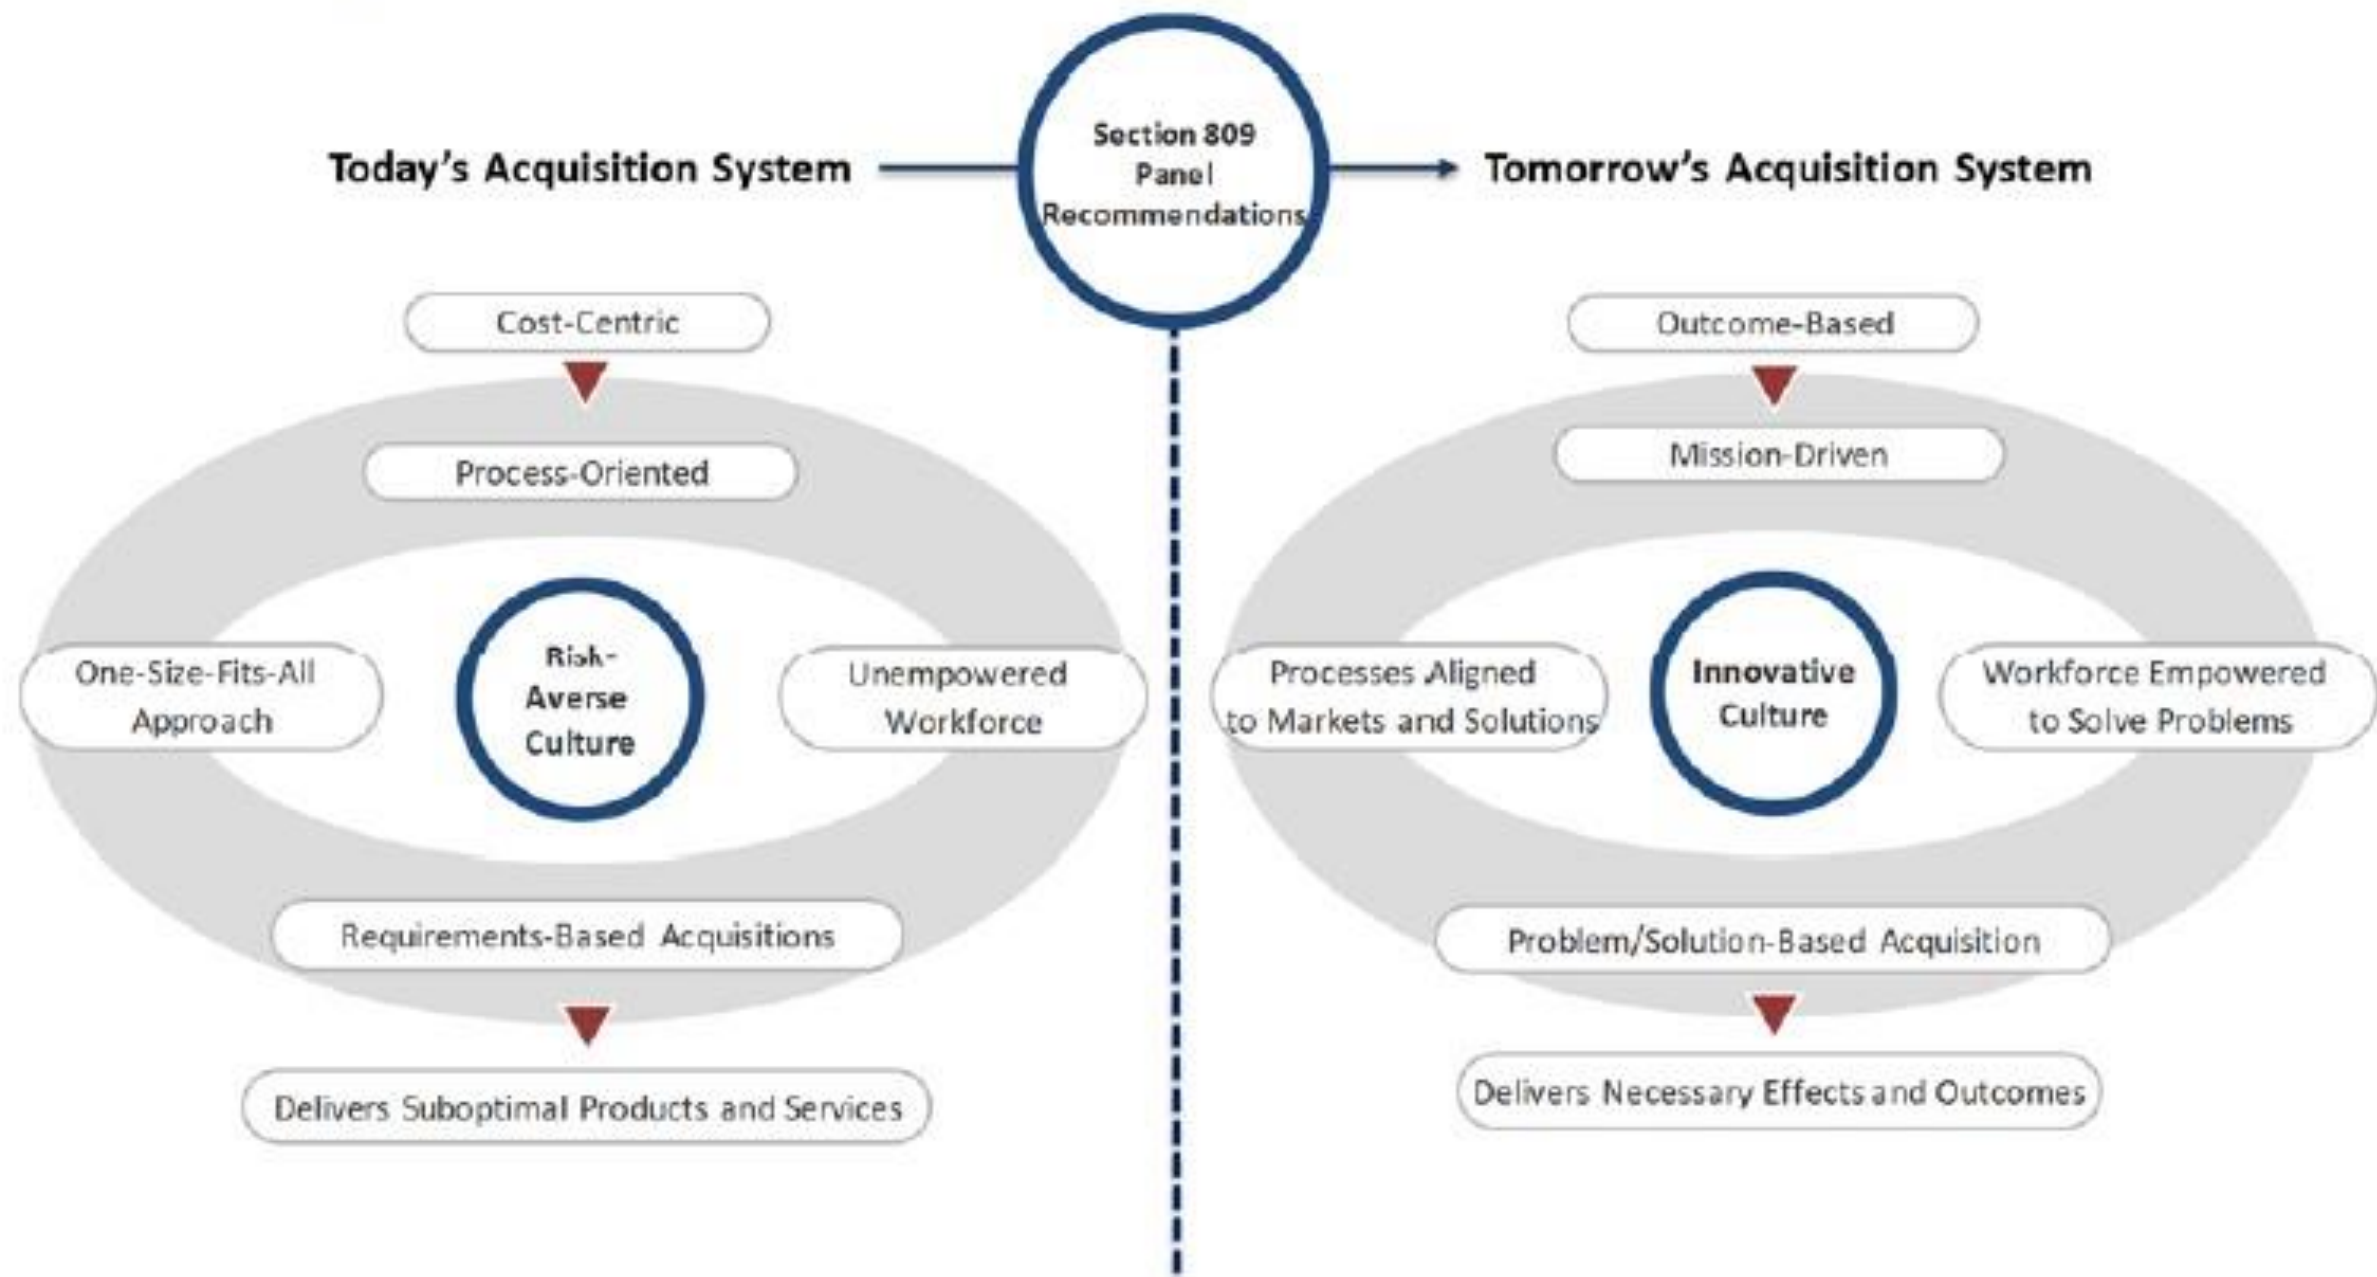 Section 809
Panel
Recommendations
Today's Acquisition System
Tomorrow's Acquisition System
Cost-Centric
Process-Oriented
One-Size-Fits-All
Approach
Risk-
Averse
Culture
Unempowered
Workforce
Requirements-Based Acquisitions
Delivers Suboptimal Products and Services
Outcome-Based
Mission-Driven
Processes Aligned
to Markets and Solutions
Innovative
Culture
Workforce Empowered
to Solve Problems
Problem/Solution-Based Acquisition
Delivers Necessary Effects and Outcomes